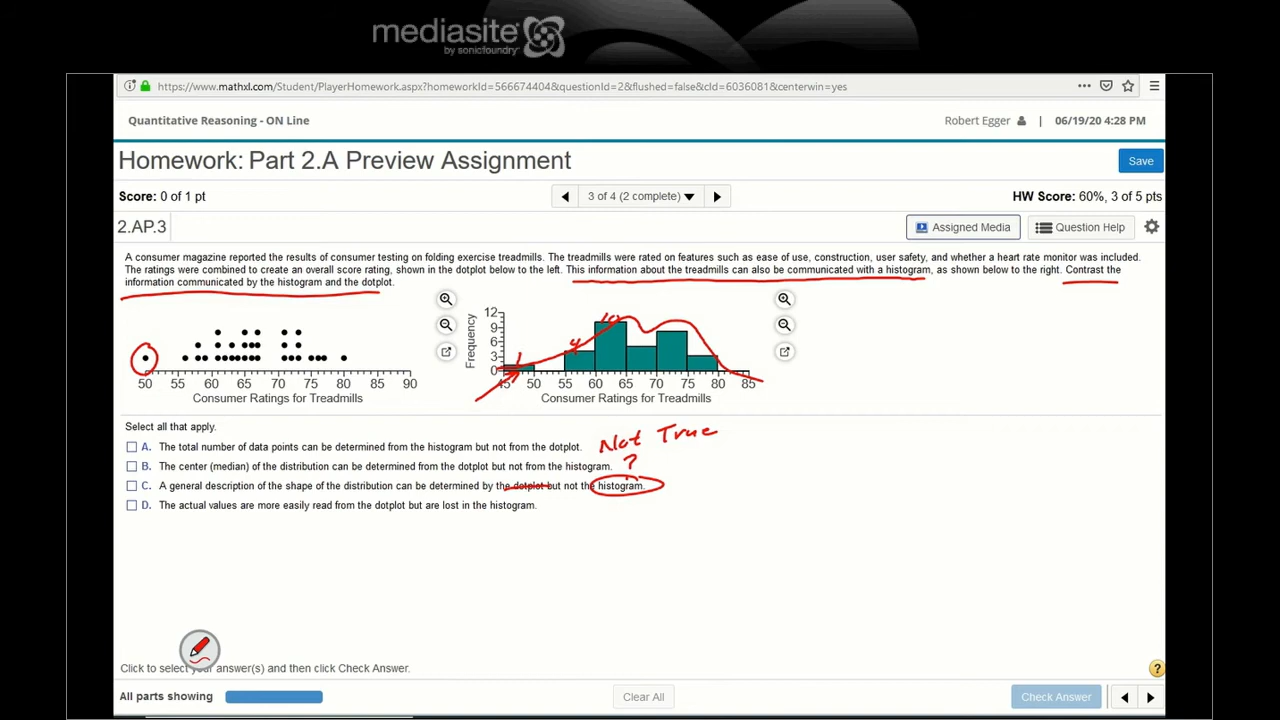 mediasite
by sonicfoundry
https://www.mathxl.com/Student/PlayerHomework.aspx?homeworkId=566674404&questionId=2&flushed=false&cId=6036081&centerwin=yes
Quantitative Reasoning - ON Line
Robert Egger | 06/19/20 4:28 PM
Homework: Part 2.A Preview Assignment
Save
Score: 0 of 1 pt
3 of 4 (2 complete)
HW Score: 60%, 3 of 5 pts
2.AP.3
Assigned Media
Question Help
A consumer magazine reported the results of consumer testing on folding exercise treadmills. The treadmills were rated on features such as ease of use, construction, user safety, and whether a heart rate monitor was included.
The ratings were combined to create an overall score rating, shown in the dotplot below to the left. This information about the treadmills can also be communicated with a histogram, as shown below to the right. Contrast the
information communicated by the histogram and the dotplot.
50 55 60 65 70 75 80 85 90
Consumer Ratings for Treadmills
Frequency
12
9
6
3
0
1 4 10
45 50 55 60 65 70 75 80 85
Consumer Ratings for Treadmills
Select all that apply.
A. The total number of data points can be determined from the histogram but not from the dotplot. Not True
B. The center (median) of the distribution can be determined from the dotplot but not from the histogram. ?
C. A general description of the shape of the distribution can be determined by the dotplot but not the histogram.
D. The actual values are more easily read from the dotplot but are lost in the histogram.
Click to select your answer(s) and then click Check Answer.
?
All parts showing
Clear All
Check Answer